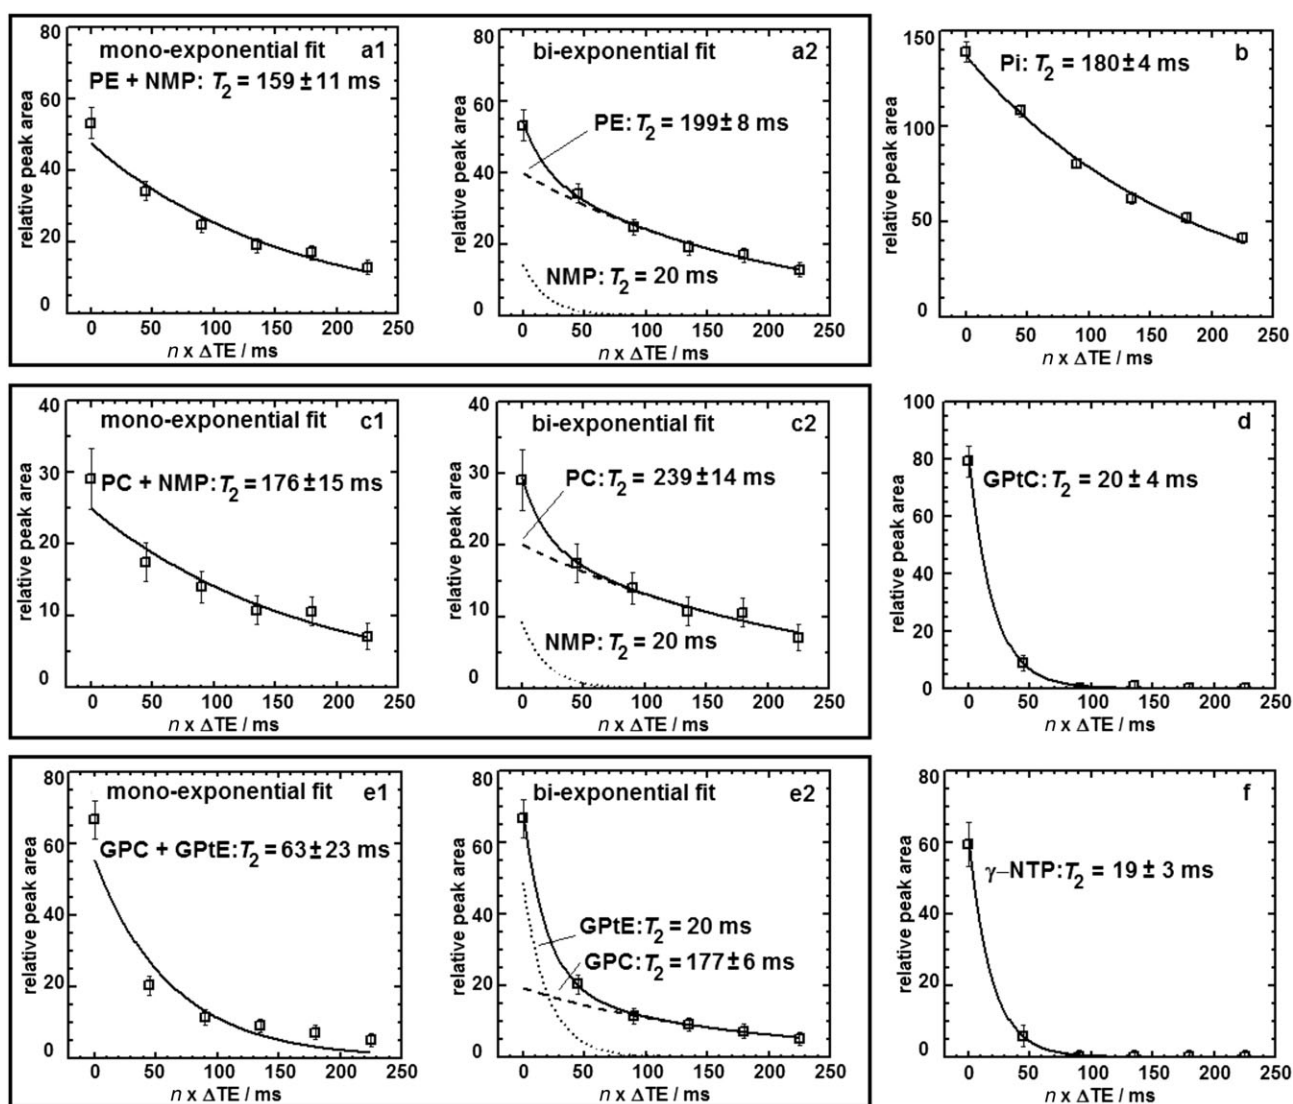 mono-exponential fit a1
PE + NMP: T2 = 159 ± 11 ms
relative peak area
80
60
40
20
0
0 50 100 150 200 250
n x ΔTE / ms
bi-exponential fit a2
PE: T2 = 199 ± 8 ms
NMP: T2 = 20 ms
relative peak area
80
60
40
20
0
0 50 100 150 200 250
n x ΔTE / ms
b
Pi: T2 = 180 ± 4 ms
relative peak area
150
100
50
0
0 50 100 150 200 250
n x ΔTE / ms
mono-exponential fit c1
PC + NMP: T2 = 176 ± 15 ms
relative peak area
40
30
20
10
0
0 50 100 150 200 250
n x ΔTE / ms
bi-exponential fit c2
PC: T2 = 239 ± 14 ms
NMP: T2 = 20 ms
relative peak area
40
30
20
10
0
0 50 100 150 200 250
n x ΔTE / ms
d
GPtC: T2 = 20 ± 4 ms
relative peak area
100
80
60
40
20
0
0 50 100 150 200 250
n x ΔTE / ms
mono-exponential fit e1
GPC + GPtE: T2 = 63 ± 23 ms
relative peak area
80
60
40
20
0
0 50 100 150 200 250
n x ΔTE / ms
bi-exponential fit e2
GPtE: T2 = 20 ms
GPC: T2 = 177 ± 6 ms
relative peak area
80
60
40
20
0
0 50 100 150 200 250
n x ΔTE / ms
f
γ–NTP: T2 = 19 ± 3 ms
relative peak area
80
60
40
20
0
0 50 100 150 200 250
n x ΔTE / ms